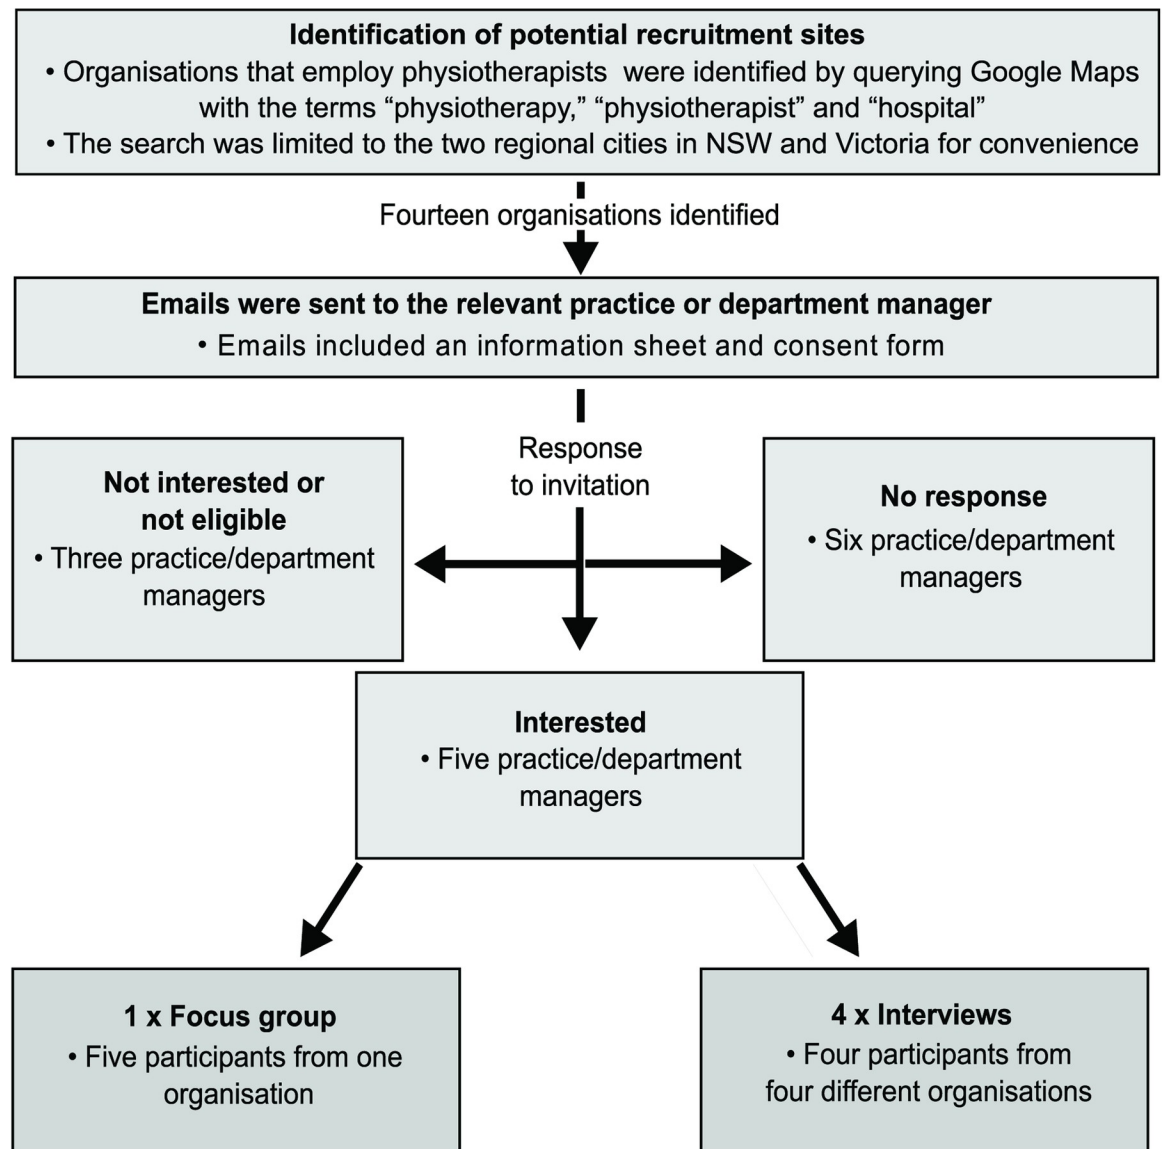 Identification of potential recruitment sites
• Organisations that employ physiotherapists were identified by querying Google Maps
with the terms “physiotherapy,” “physiotherapist” and “hospital”
• The search was limited to the two regional cities in NSW and Victoria for convenience
Fourteen organisations identified
Emails were sent to the relevant practice or department manager
• Emails included an information sheet and consent form
Response
to invitation
Not interested or
not eligible
• Three practice/department
managers
No response
• Six practice/department
managers
Interested
• Five practice/department
managers
1 x Focus group
• Five participants from one
organisation
4 x Interviews
• Four participants from
four different organisations